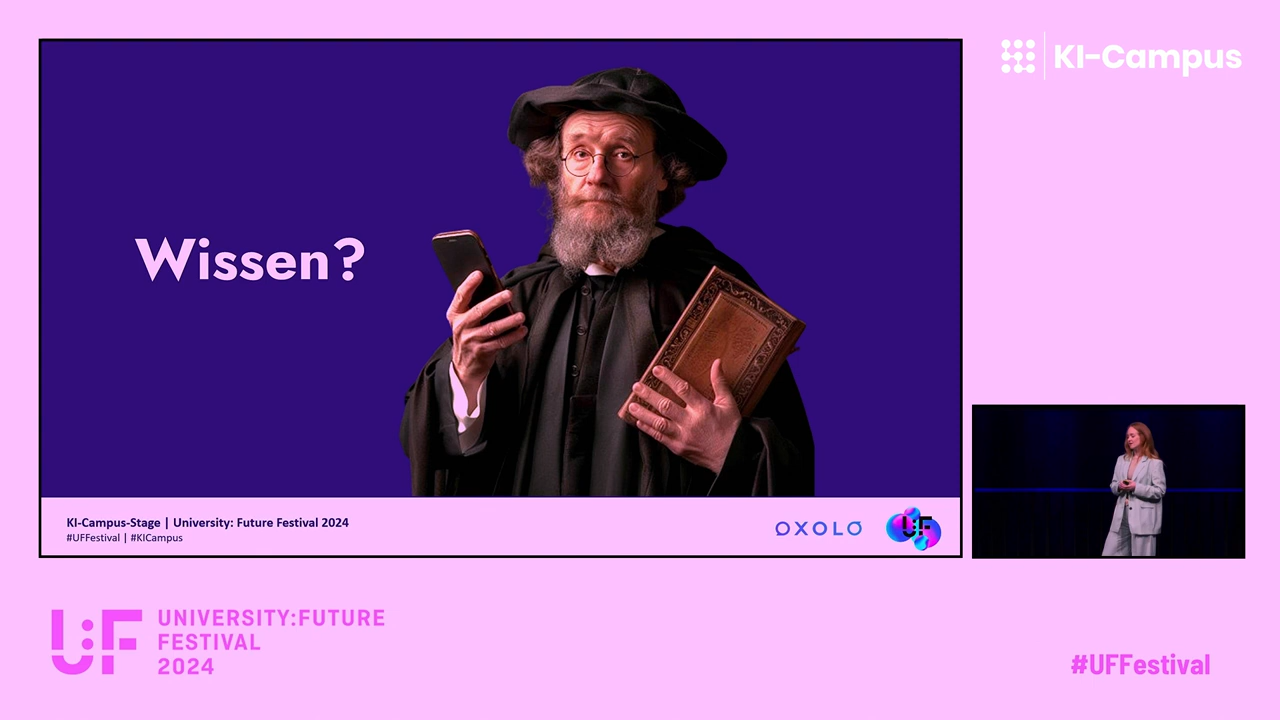 KI-Campus
Wissen?
KI-Campus-Stage | University: Future Festival 2024
#UFFestival | #KICampus
OXOLO
U:F
U:F
UNIVERSITY:FUTURE
FESTIVAL
2024
#UFFestival